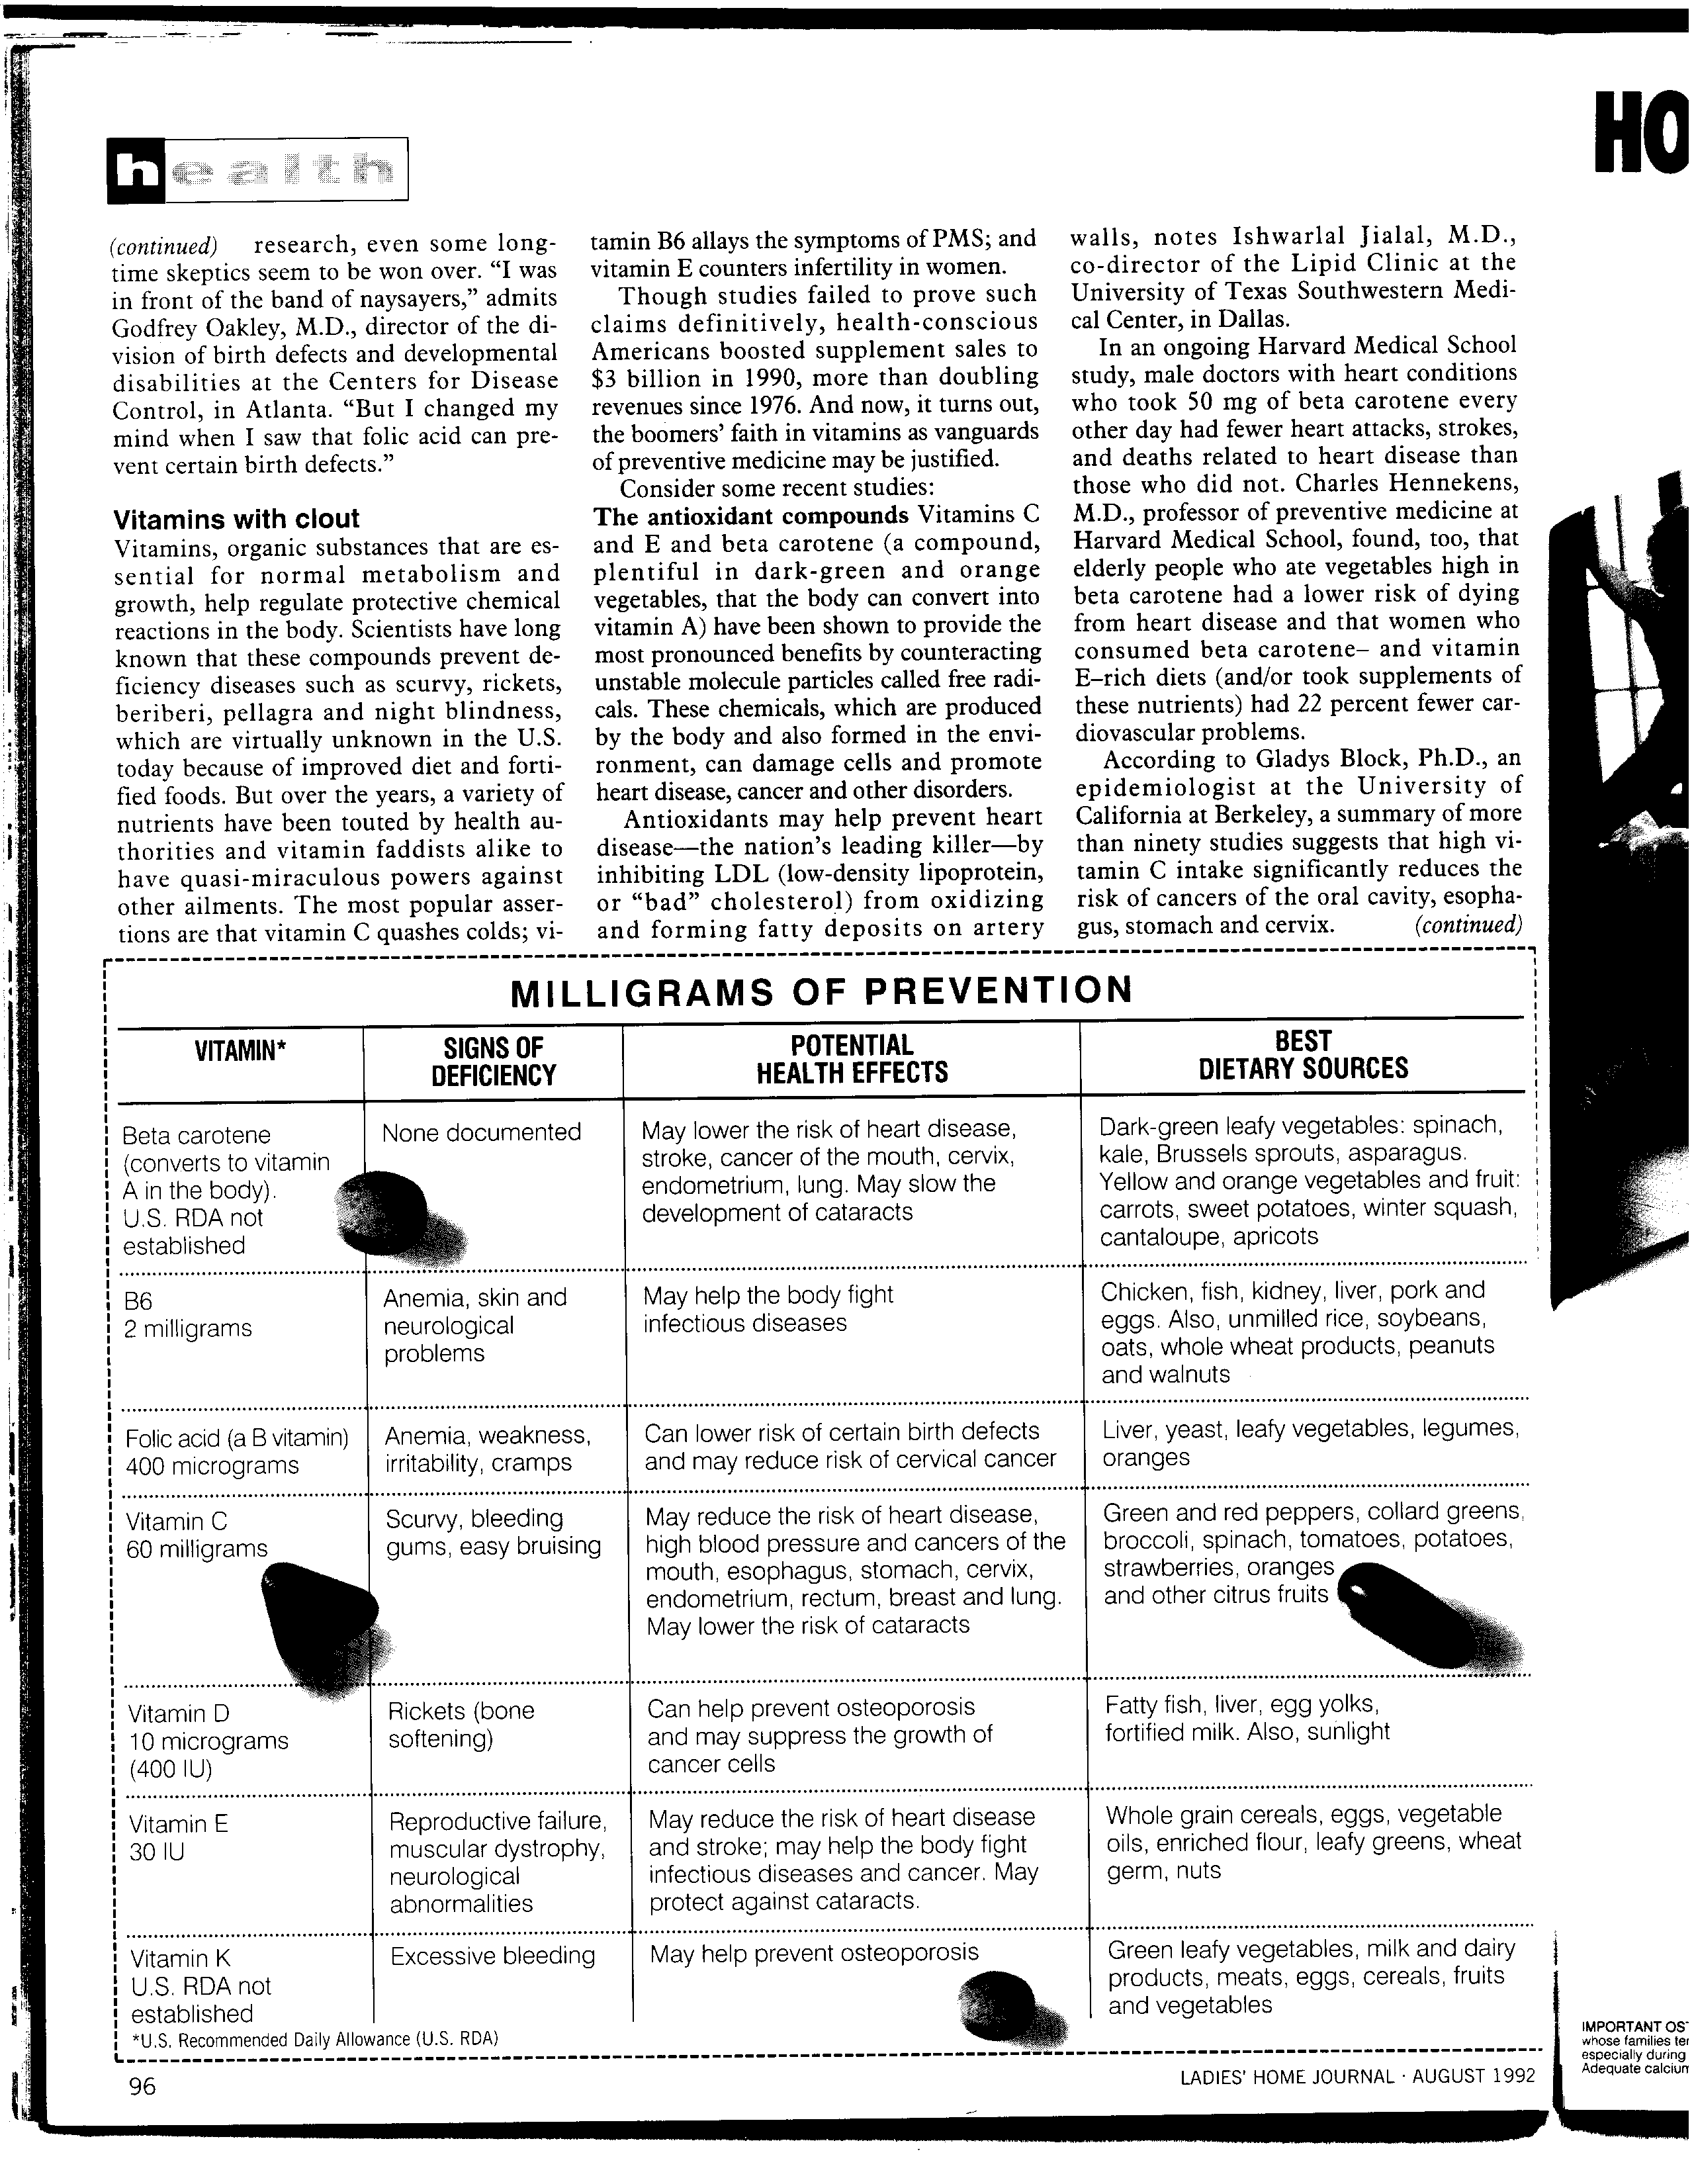 health
(continued) research, even some long-
time skeptics seem to be won over. “I was
in front of the band of naysayers,” admits
Godfrey Oakley, M.D., director of the di-
vision of birth defects and developmental
disabilities at the Centers for Disease
Control, in Atlanta. “But I changed my
mind when I saw that folic acid can pre-
vent certain birth defects.”
Vitamins with clout
Vitamins, organic substances that are es-
sential for normal metabolism and
growth, help regulate protective chemical
reactions in the body. Scientists have long
known that these compounds prevent de-
ficiency diseases such as scurvy, rickets,
beriberi, pellagra and night blindness,
which are virtually unknown in the U.S.
today because of improved diet and forti-
fied foods. But over the years, a variety of
nutrients have been touted by health au-
thorities and vitamin faddists alike to
have quasi-miraculous powers against
other ailments. The most popular asser-
tions are that vitamin C quashes colds; vi-
tamin B6 allays the symptoms of PMS; and
vitamin E counters infertility in women.
Though studies failed to prove such
claims definitively, health-conscious
Americans boosted supplement sales to
$3 billion in 1990, more than doubling
revenues since 1976. And now, it turns out,
the boomers’ faith in vitamins as vanguards
of preventive medicine may be justified.
Consider some recent studies:
The antioxidant compounds Vitamins C
and E and beta carotene (a compound,
plentiful in dark-green and orange
vegetables, that the body can convert into
vitamin A) have been shown to provide the
most pronounced benefits by counteracting
unstable molecule particles called free radi-
cals. These chemicals, which are produced
by the body and also formed in the envi-
ronment, can damage cells and promote
heart disease, cancer and other disorders.
Antioxidants may help prevent heart
disease—the nation’s leading killer—by
inhibiting LDL (low-density lipoprotein,
or “bad” cholesterol) from oxidizing
and forming fatty deposits on artery
walls, notes Ishwarlal Jialal, M.D.,
co-director of the Lipid Clinic at the
University of Texas Southwestern Medi-
cal Center, in Dallas.
In an ongoing Harvard Medical School
study, male doctors with heart conditions
who took 50 mg of beta carotene every
other day had fewer heart attacks, strokes,
and deaths related to heart disease than
those who did not. Charles Hennekens,
M.D., professor of preventive medicine at
Harvard Medical School, found, too, that
elderly people who ate vegetables high in
beta carotene had a lower risk of dying
from heart disease and that women who
consumed beta carotene– and vitamin
E–rich diets (and/or took supplements of
these nutrients) had 22 percent fewer car-
diovascular problems.
According to Gladys Block, Ph.D., an
epidemiologist at the University of
California at Berkeley, a summary of more
than ninety studies suggests that high vi-
tamin C intake significantly reduces the
risk of cancers of the oral cavity, esopha-
gus, stomach and cervix. (continued)
MILLIGRAMS OF PREVENTION
VITAMIN*
SIGNS OF
DEFICIENCY
POTENTIAL
HEALTH EFFECTS
BEST
DIETARY SOURCES
Beta carotene
(converts to vitamin
A in the body).
U.S. RDA not
established
None documented
May lower the risk of heart disease,
stroke, cancer of the mouth, cervix,
endometrium, lung. May slow the
development of cataracts
Dark-green leafy vegetables: spinach,
kale, Brussels sprouts, asparagus.
Yellow and orange vegetables and fruit:
carrots, sweet potatoes, winter squash,
cantaloupe, apricots
B6
2 milligrams
Anemia, skin and
neurological
problems
May help the body fight
infectious diseases
Chicken, fish, kidney, liver, pork and
eggs. Also, unmilled rice, soybeans,
oats, whole wheat products, peanuts
and walnuts
Folic acid (a B vitamin)
400 micrograms
Anemia, weakness,
irritability, cramps
Can lower risk of certain birth defects
and may reduce risk of cervical cancer
Liver, yeast, leafy vegetables, legumes,
oranges
Vitamin C
60 milligrams
Scurvy, bleeding
gums, easy bruising
May reduce the risk of heart disease,
high blood pressure and cancers of the
mouth, esophagus, stomach, cervix,
endometrium, rectum, breast and lung.
May lower the risk of cataracts
Green and red peppers, collard greens,
broccoli, spinach, tomatoes, potatoes,
strawberries, oranges
and other citrus fruits
Vitamin D
10 micrograms
(400 IU)
Rickets (bone
softening)
Can help prevent osteoporosis
and may suppress the growth of
cancer cells
Fatty fish, liver, egg yolks,
fortified milk. Also, sunlight
Vitamin E
30 IU
Reproductive failure,
muscular dystrophy,
neurological
abnormalities
May reduce the risk of heart disease
and stroke; may help the body fight
infectious diseases and cancer. May
protect against cataracts.
Whole grain cereals, eggs, vegetable
oils, enriched flour, leafy greens, wheat
germ, nuts
Vitamin K
U.S. RDA not
established
Excessive bleeding
May help prevent osteoporosis
Green leafy vegetables, milk and dairy
products, meats, eggs, cereals, fruits
and vegetables
*U.S. Recommended Daily Allowance (U.S. RDA)
96
LADIES’ HOME JOURNAL · AUGUST 1992
HO
IMPORTANT
whose families
especially during
Adequate